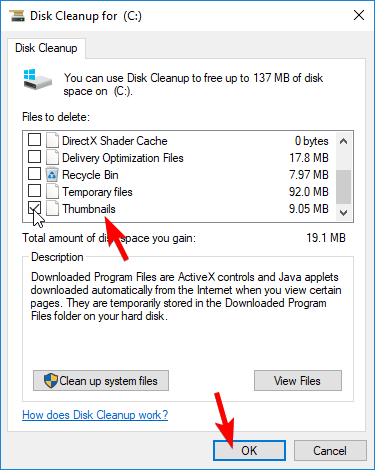 Disk Cleanup for (C:)
Disk Cleanup
You can use Disk Cleanup to free up to 137 MB of disk
space on (C:).
Files to delete:
DirectX Shader Cache 0 bytes
Delivery Optimization Files 17.8 MB
Recycle Bin 7.97 MB
Temporary files 92.0 MB
Thumbnails 9.05 MB
Total amount of disk space you gain: 19.1 MB
Description
Downloaded Program Files are ActiveX controls and Java applets
downloaded automatically from the Internet when you view certain
pages. They are temporarily stored in the Downloaded Program
Files folder on your hard disk.
Clean up system files View Files
How does Disk Cleanup work?
OK Cancel